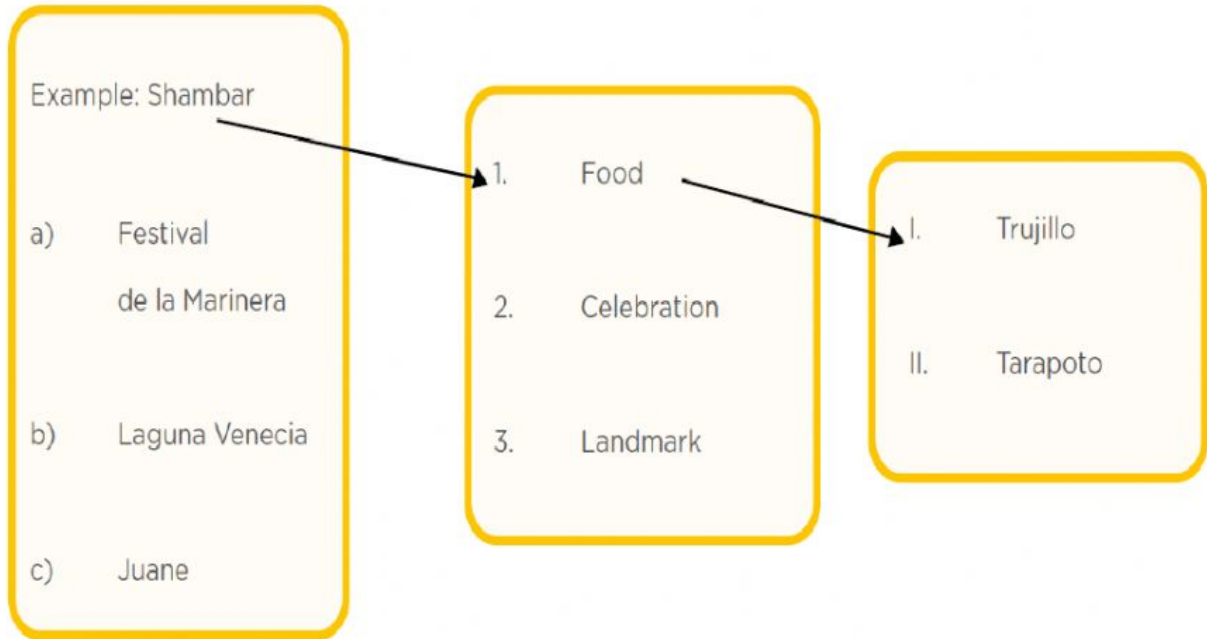 Example: Shambar
a) Festival
de la Marinera
b) Laguna Venecia
c) Juane
1. Food
2. Celebration
3. Landmark
I. Trujillo
II. Tarapoto